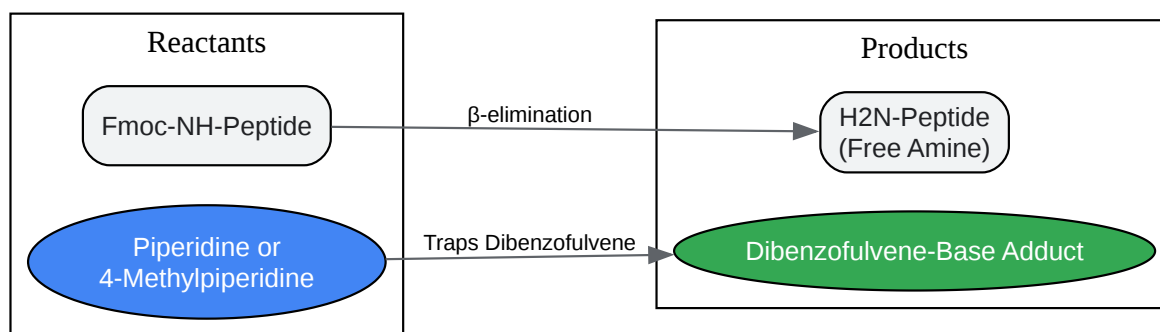 Reactants
Products
Fmoc-NH-Peptide
β-elimination
H2N-Peptide
(Free Amine)
Piperidine or
4-Methylpiperidine
Traps Dibenzofulvene
Dibenzofulvene-Base Adduct